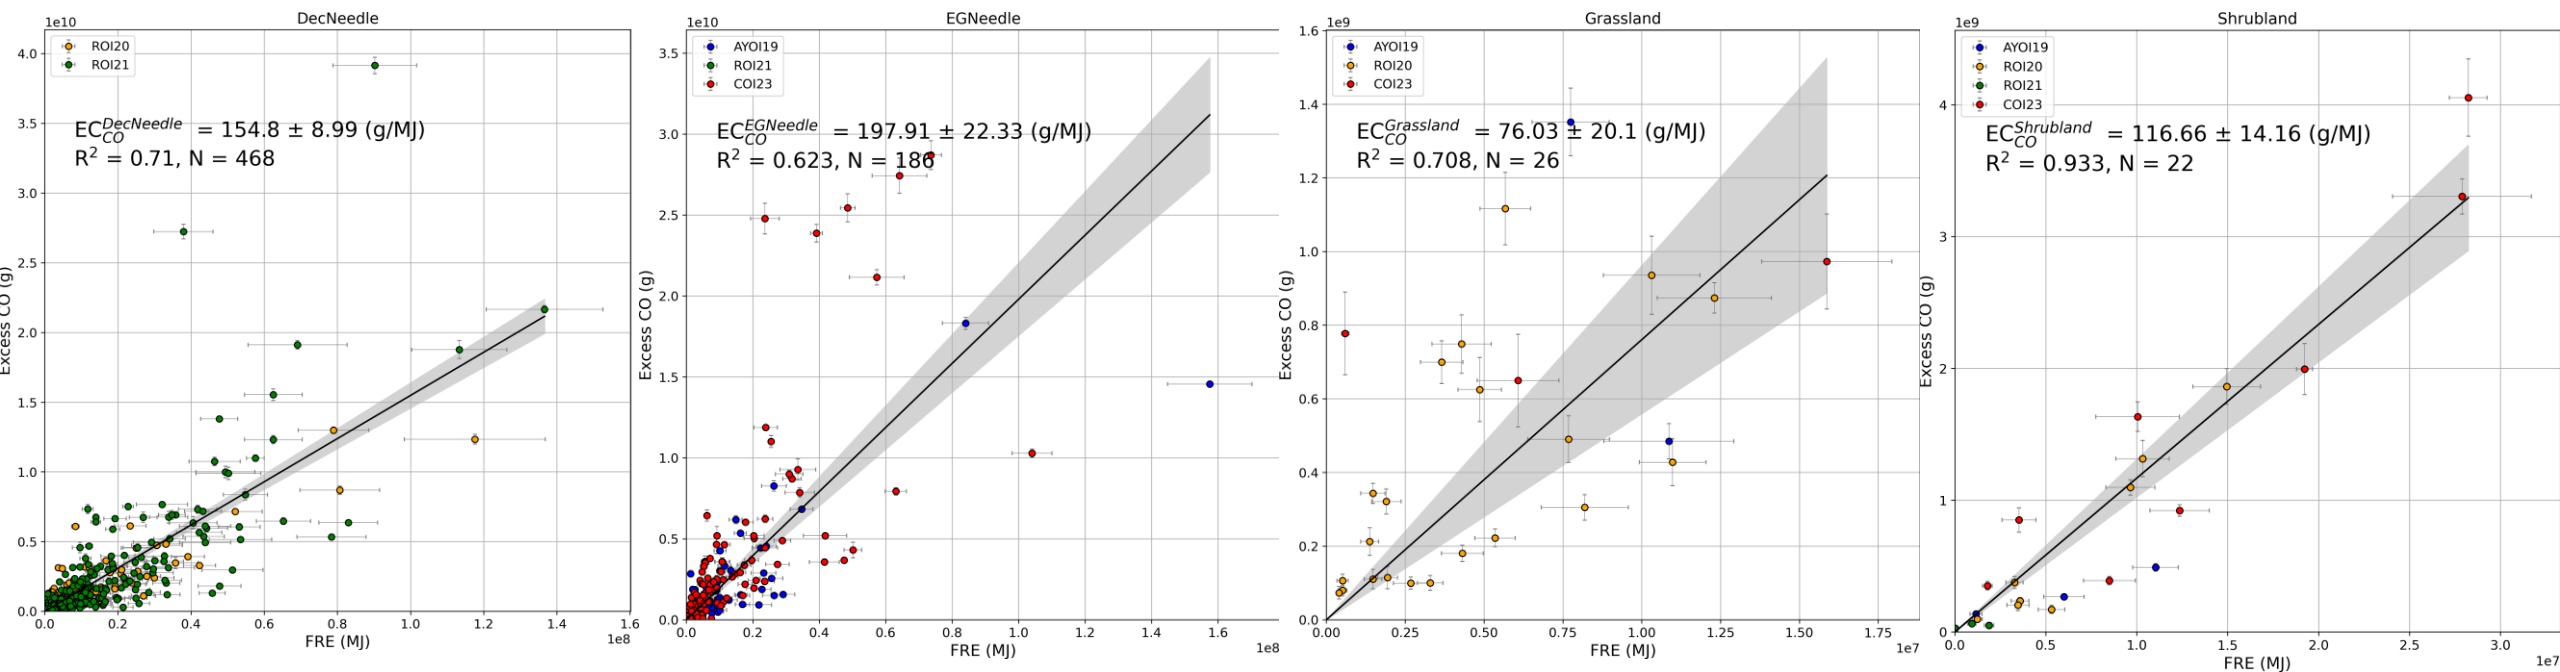 DecNeedle
1e10
ROI20
ROI21
EC_CO^DecNeedle = 154.8 ± 8.99 (g/MJ)
R² = 0.71, N = 468
4.0
3.5
3.0
2.5
2.0
1.5
1.0
0.5
0.0
Excess CO (g)
0.0 0.2 0.4 0.6 0.8 1.0 1.2 1.4 1.6
1e8
FRE (MJ)
EGNeedle
1e10
AYOI19
ROI21
COI23
EC_CO^EGNeedle = 197.91 ± 22.33 (g/MJ)
R² = 0.623, N = 186
3.5
3.0
2.5
2.0
1.5
1.0
0.5
0.0
Excess CO (g)
0.0 0.2 0.4 0.6 0.8 1.0 1.2 1.4 1.6
1e8
FRE (MJ)
Grassland
1e9
AYOI19
ROI20
COI23
EC_CO^Grassland = 76.03 ± 20.1 (g/MJ)
R² = 0.708, N = 26
1.6
1.4
1.2
1.0
0.8
0.6
0.4
0.2
0.0
Excess CO (g)
0.00 0.25 0.50 0.75 1.00 1.25 1.50 1.75
1e7
FRE (MJ)
Shrubland
1e9
AYOI19
ROI20
ROI21
COI23
EC_CO^Shrubland = 116.66 ± 14.16 (g/MJ)
R² = 0.933, N = 22
4
3
2
1
0
Excess CO (g)
0.0 0.5 1.0 1.5 2.0 2.5 3.0
1e7
FRE (MJ)